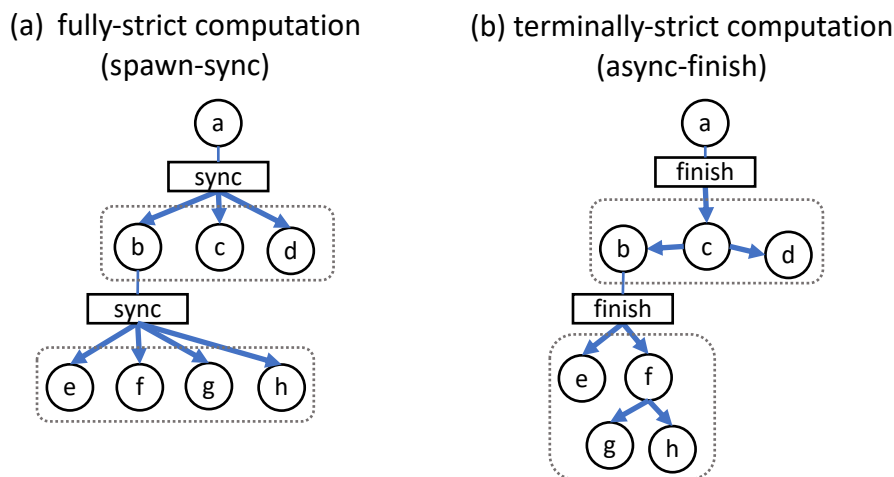 (a) fully-strict computation
(spawn-sync)
a
sync
b c d
sync
e f g h
(b) terminally-strict computation
(async-finish)
a
finish
b c d
finish
e f
g h